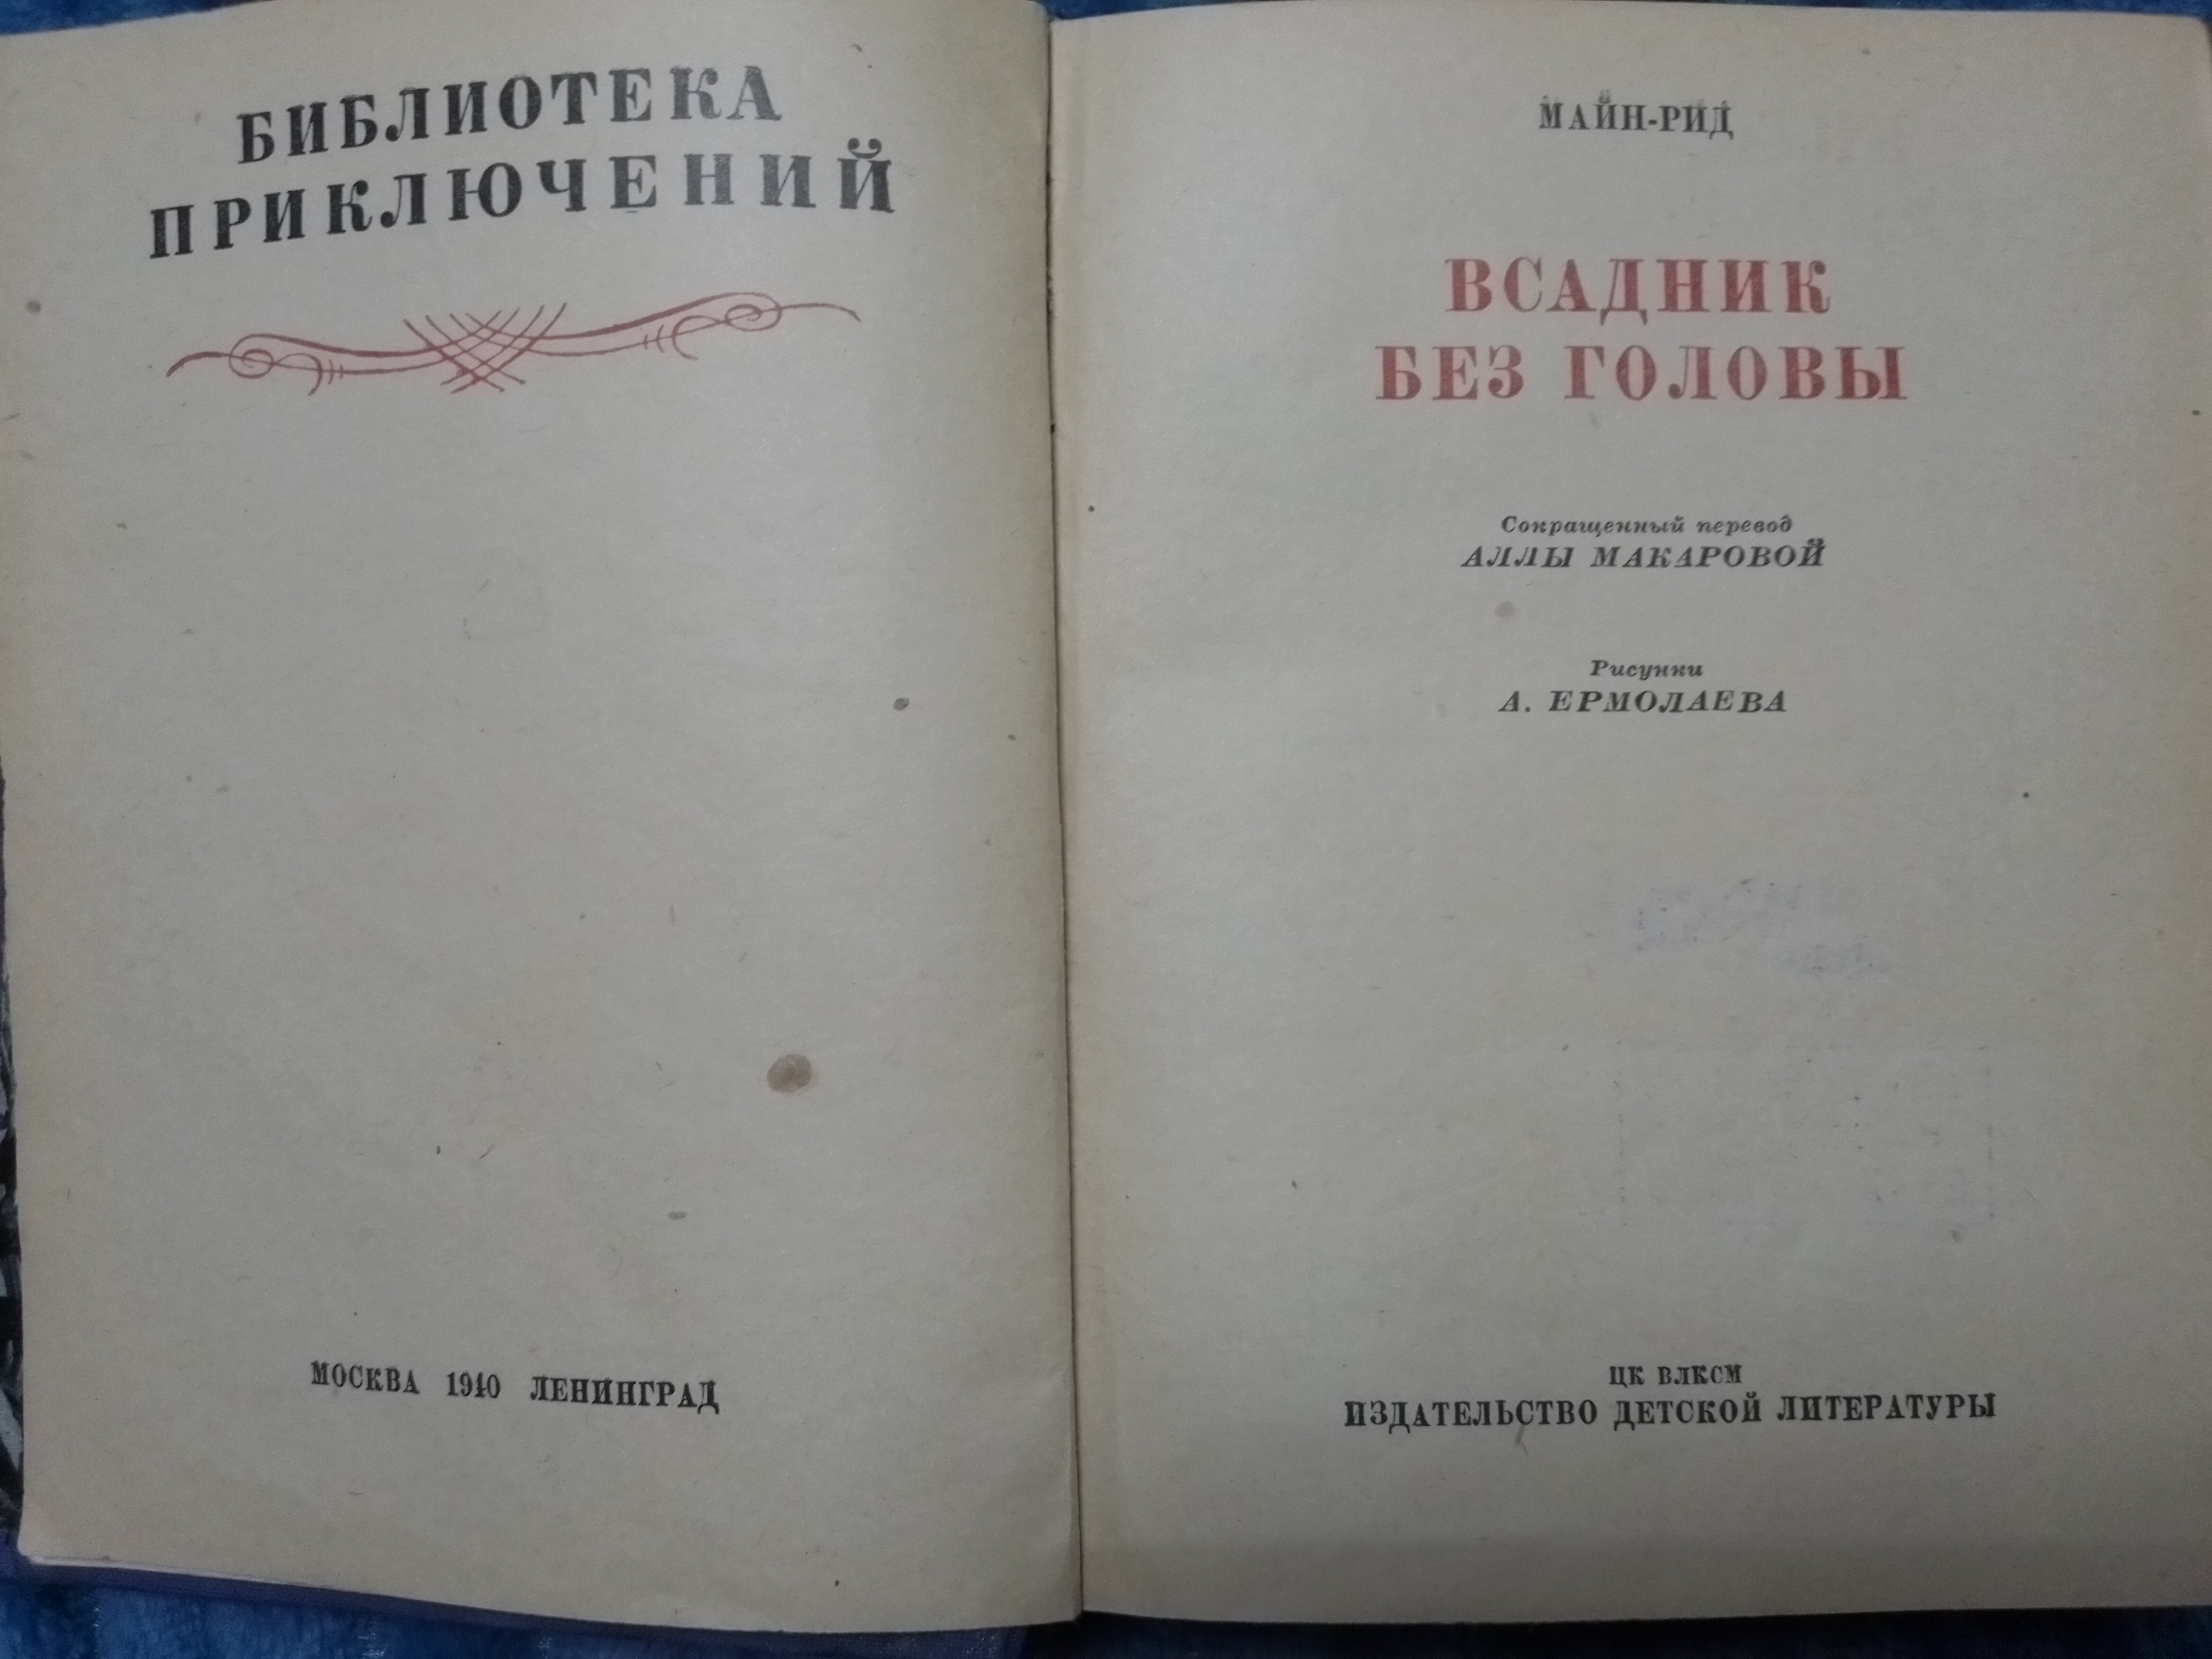 БИБЛИОТЕКА
ПРИКЛЮЧЕНИЙ
МОСКВА 1940 ЛЕНИНГРАД
МАЙН-РИД
ВСАДНИК
БЕЗ ГОЛОВЫ
Сокращенный перевод
АЛЛЫ МАКАРОВОЙ
Рисунки
А. ЕРМОЛАЕВА
ЦК ВЛКСМ
ИЗДАТЕЛЬСТВО ДЕТСКОЙ ЛИТЕРАТУРЫ